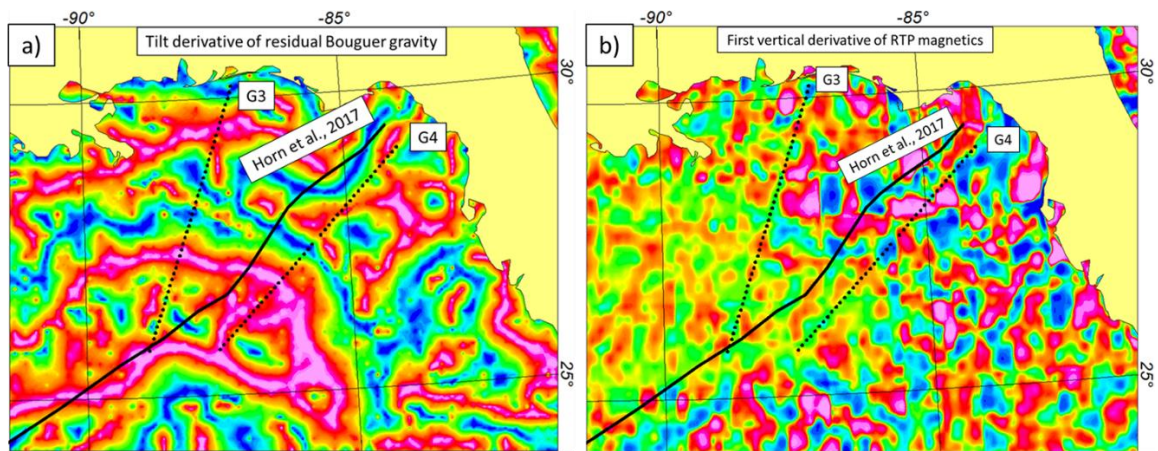 -90°
-85°
a)
Tilt derivative of residual Bouguer gravity
30°
G3
Horn et al., 2017
G4
25°
-90°
-85°
b)
First vertical derivative of RTP magnetics
30°
G3
Horn et al., 2017
G4
25°